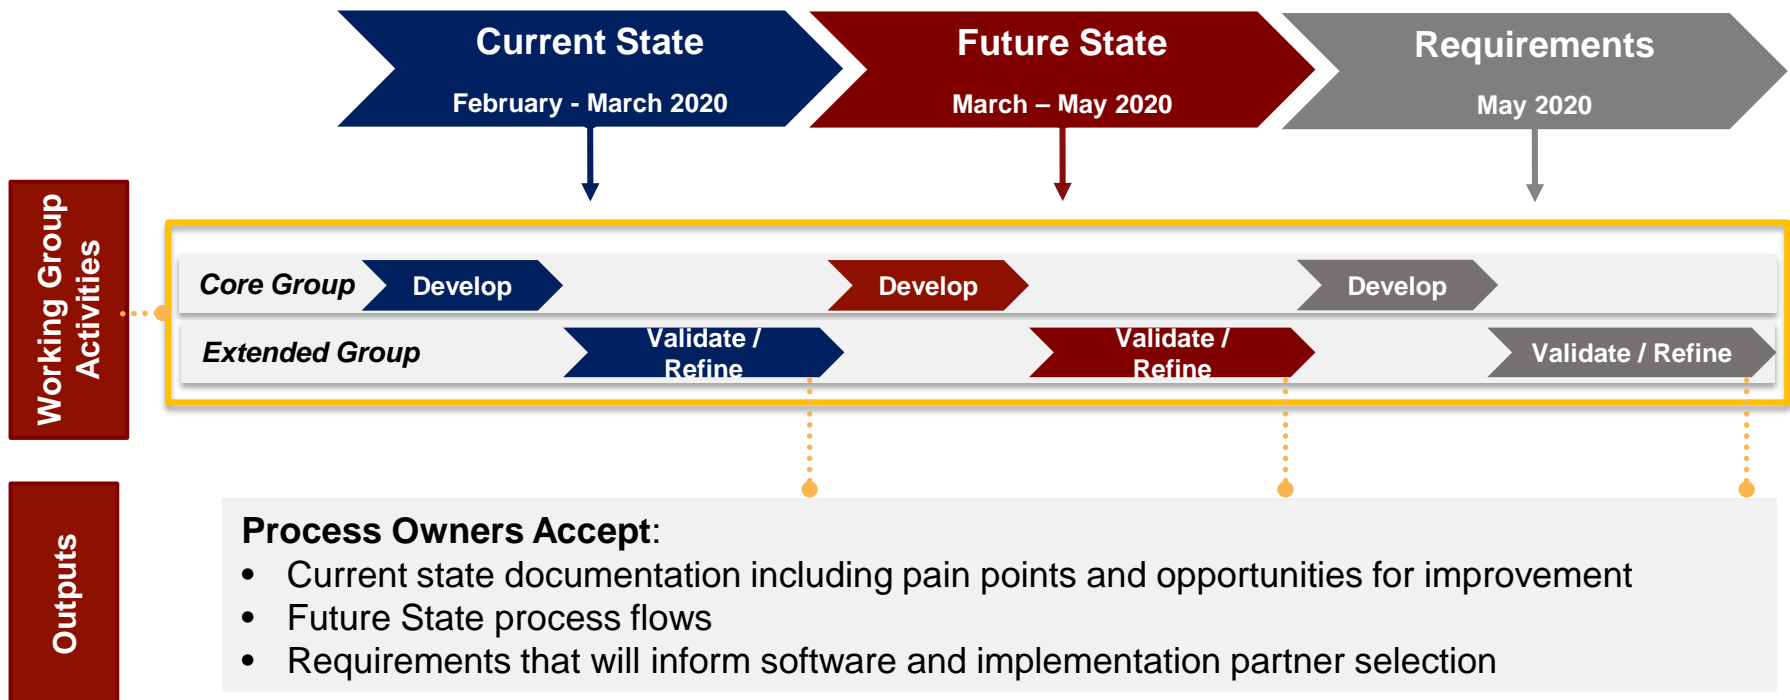 Current State
February - March 2020
Future State
March – May 2020
Requirements
May 2020
Working Group
Activities
Core Group
Develop
Develop
Develop
Extended Group
Validate /
Refine
Validate /
Refine
Validate / Refine
Outputs
Process Owners Accept:
• Current state documentation including pain points and opportunities for improvement
• Future State process flows
• Requirements that will inform software and implementation partner selection